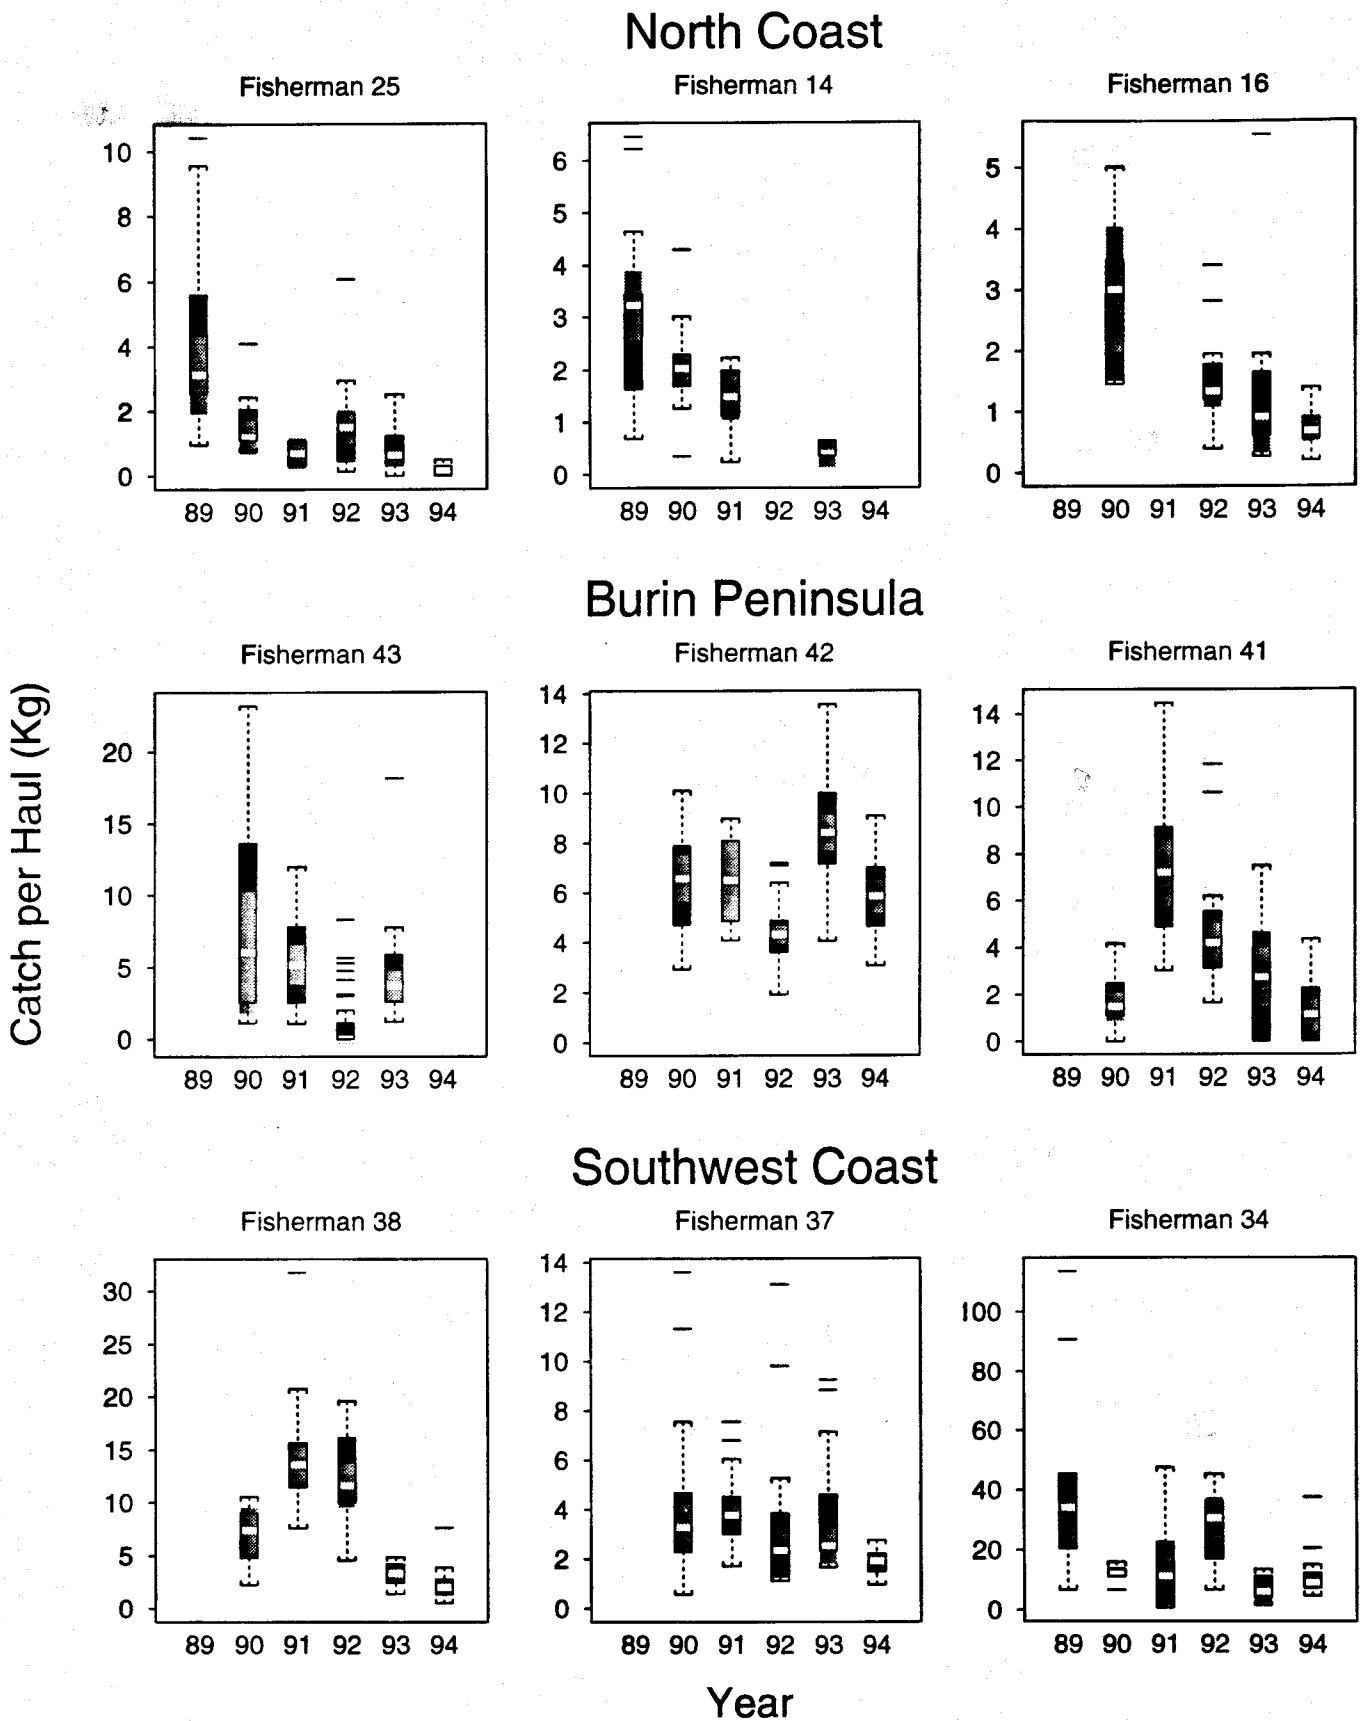 North Coast
Fisherman 25
Fisherman 14
Fisherman 16
10
8
6
4
2
0
89 90 91 92 93 94
6
5
4
3
2
1
0
89 90 91 92 93 94
5
4
3
2
1
0
89 90 91 92 93 94
Burin Peninsula
Fisherman 43
Fisherman 42
Fisherman 41
Catch per Haul (Kg)
20
15
10
5
0
89 90 91 92 93 94
14
12
10
8
6
4
2
0
89 90 91 92 93 94
14
12
10
8
6
4
2
0
89 90 91 92 93 94
Southwest Coast
Fisherman 38
Fisherman 37
Fisherman 34
30
25
20
15
10
5
0
89 90 91 92 93 94
14
12
10
8
6
4
2
0
89 90 91 92 93 94
100
80
60
40
20
0
89 90 91 92 93 94
Year